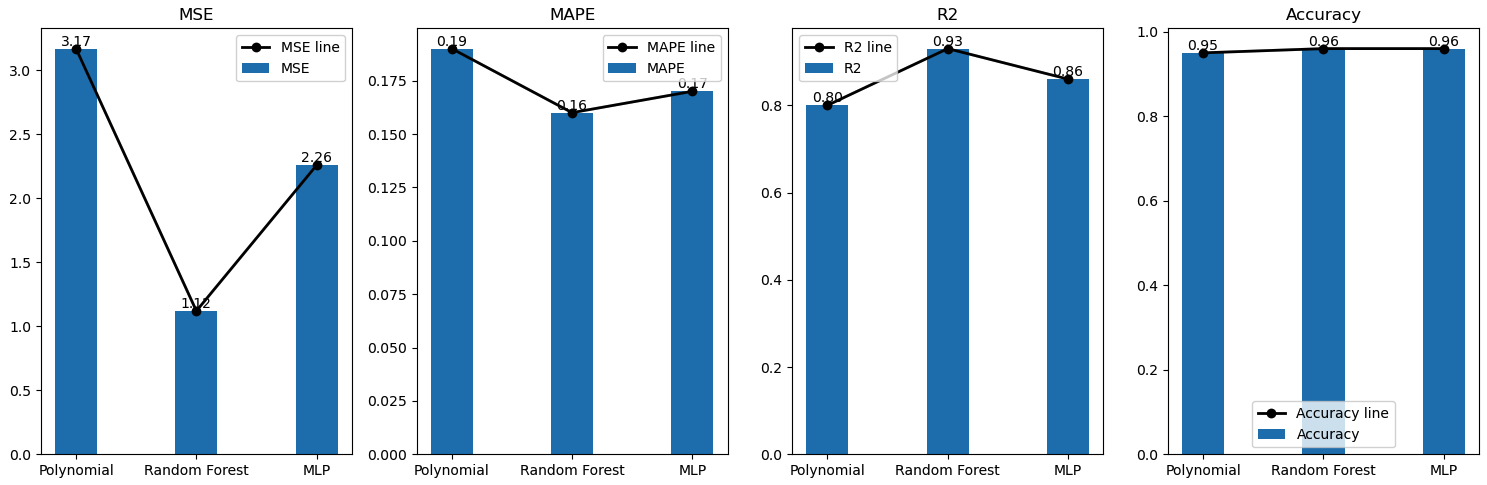 MSE
3.17
1.12
2.26
MSE line
MSE
3.0
2.5
2.0
1.5
1.0
0.5
0.0
Polynomial
Random Forest
MLP
MAPE
0.19
0.16
0.17
MAPE line
MAPE
0.175
0.150
0.125
0.100
0.075
0.050
0.025
0.000
Polynomial
Random Forest
MLP
R2
R2 line
R2
0.80
0.93
0.86
0.8
0.6
0.4
0.2
0.0
Polynomial
Random Forest
MLP
Accuracy
0.95
0.96
0.96
1.0
0.8
0.6
0.4
0.2
0.0
Accuracy line
Accuracy
Polynomial
Random Forest
MLP